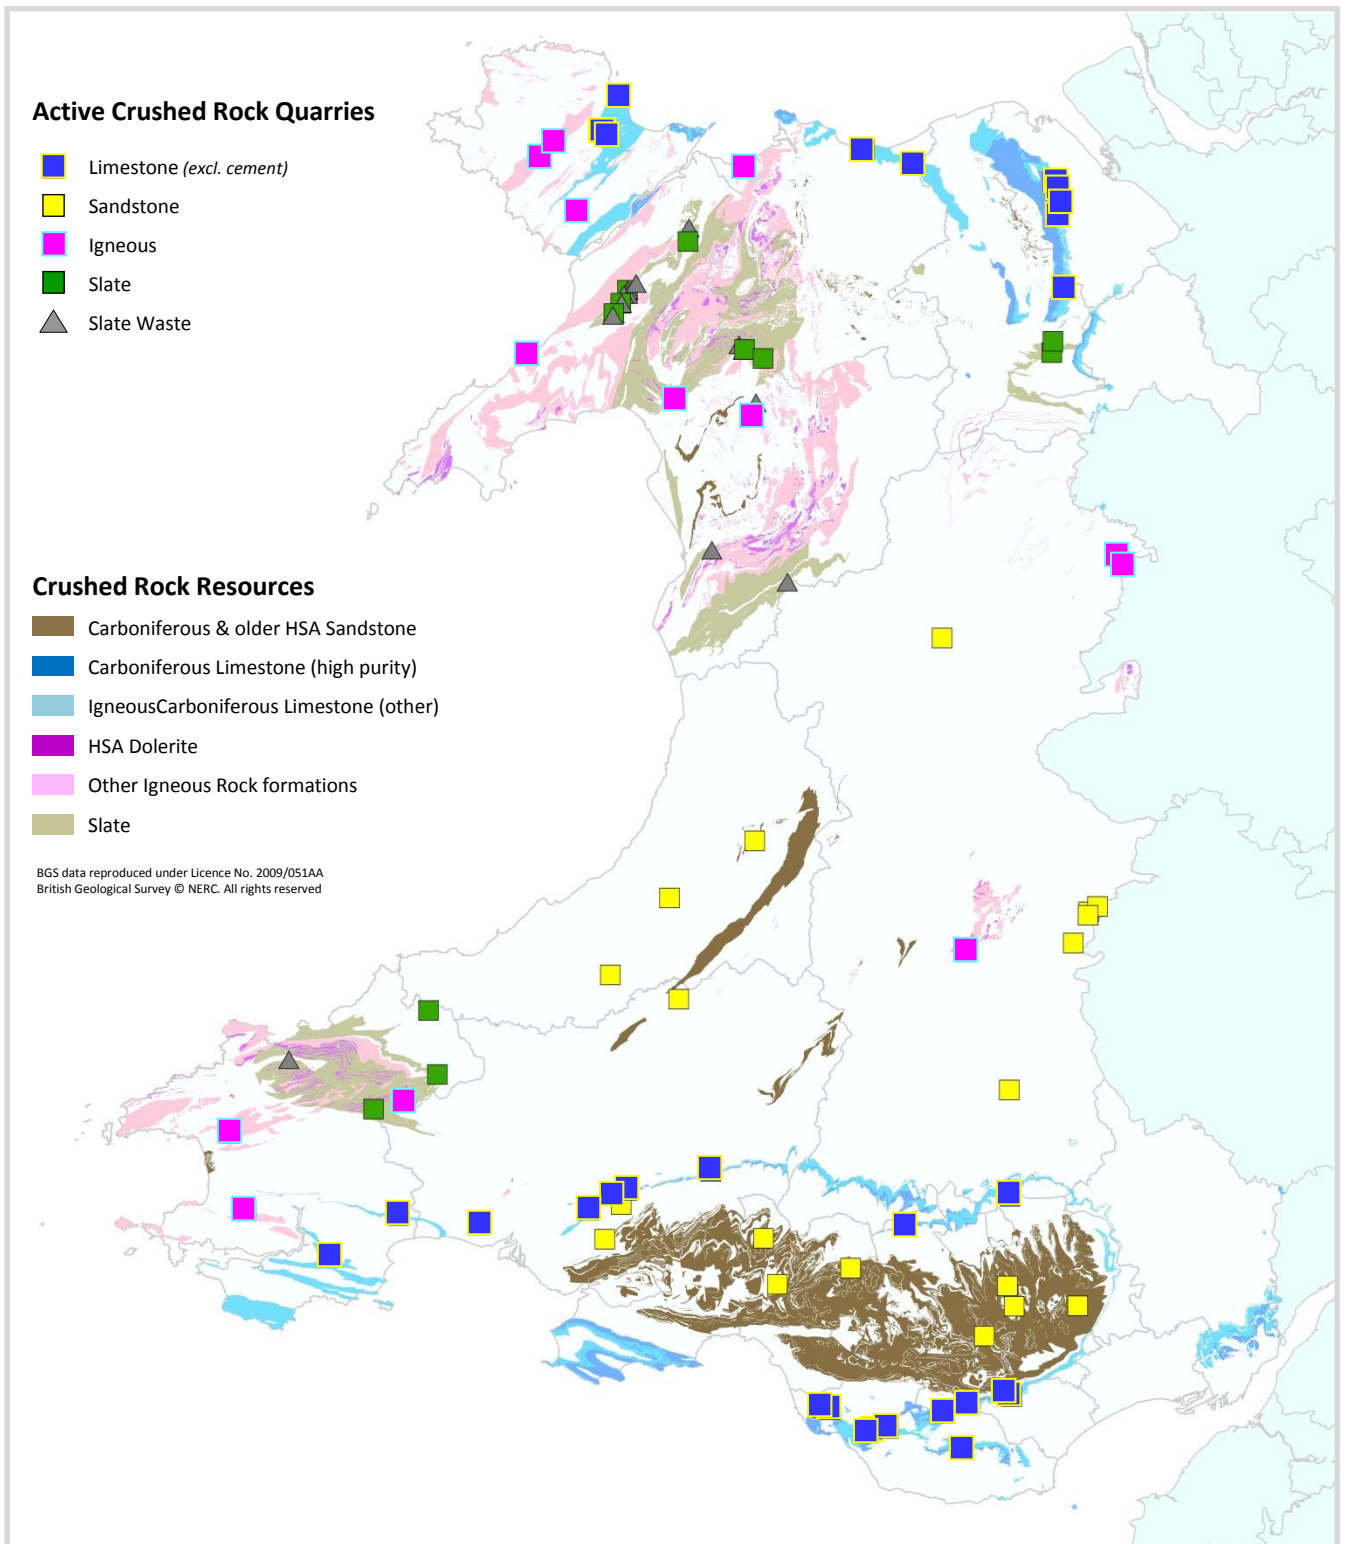 Active Crushed Rock Quarries
Limestone (excl. cement)
Sandstone
Igneous
Slate
Slate Waste
Crushed Rock Resources
Carboniferous & older HSA Sandstone
Carboniferous Limestone (high purity)
IgneousCarboniferous Limestone (other)
HSA Dolerite
Other Igneous Rock formations
Slate
BGS data reproduced under Licence No. 2009/051AA
British Geological Survey © NERC. All rights reserved